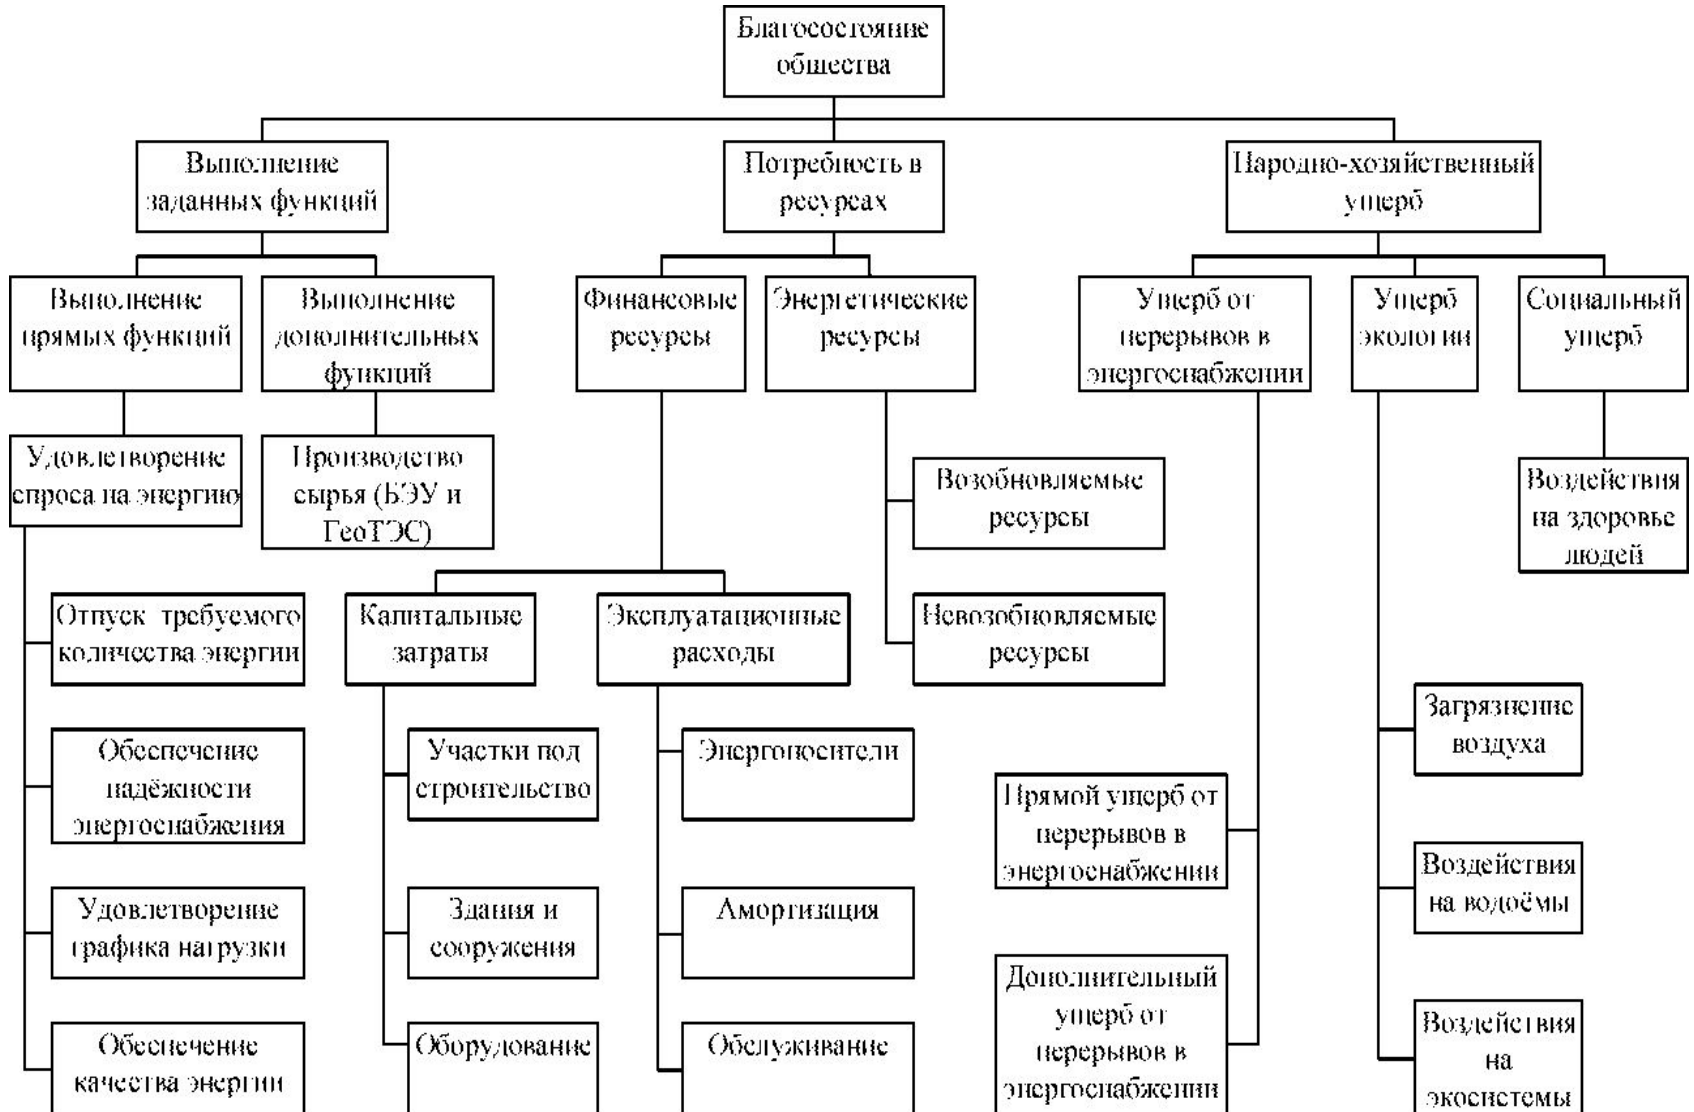 Благосостояние
общества
Выполнение
заданных функций
Потребность в
ресурсах
Народно-хозяйственный
ущерб
Выполнение
прямых функций
Выполнение
дополнительных
функций
Финансовые
ресурсы
Энергетические
ресурсы
Ущерб от
перерывов в
энергоснабжении
Ущерб
экологии
Социальный
ущерб
Удовлетворение
спроса на энергию
Производство
сырья (БЭУ и
ГеоТЭС)
Возобновляемые
ресурсы
Воздействия
на здоровье
людей
Отпуск требуемого
количества энергии
Капитальные
затраты
Эксплуатационные
расходы
Невозобновляемые
ресурсы
Загрязнение
воздуха
Обеспечение
надёжности
энергоснабжения
Участки под
строительство
Энергоносители
Прямой ущерб от
перерывов в
энергоснабжении
Воздействия
на водоёмы
Удовлетворение
графика нагрузки
Здания и
сооружения
Амортизация
Дополнительный
ущерб от
перерывов в
энергоснабжении
Воздействия
на
экосистемы
Обеспечение
качества энергии
Оборудование
Обслуживание